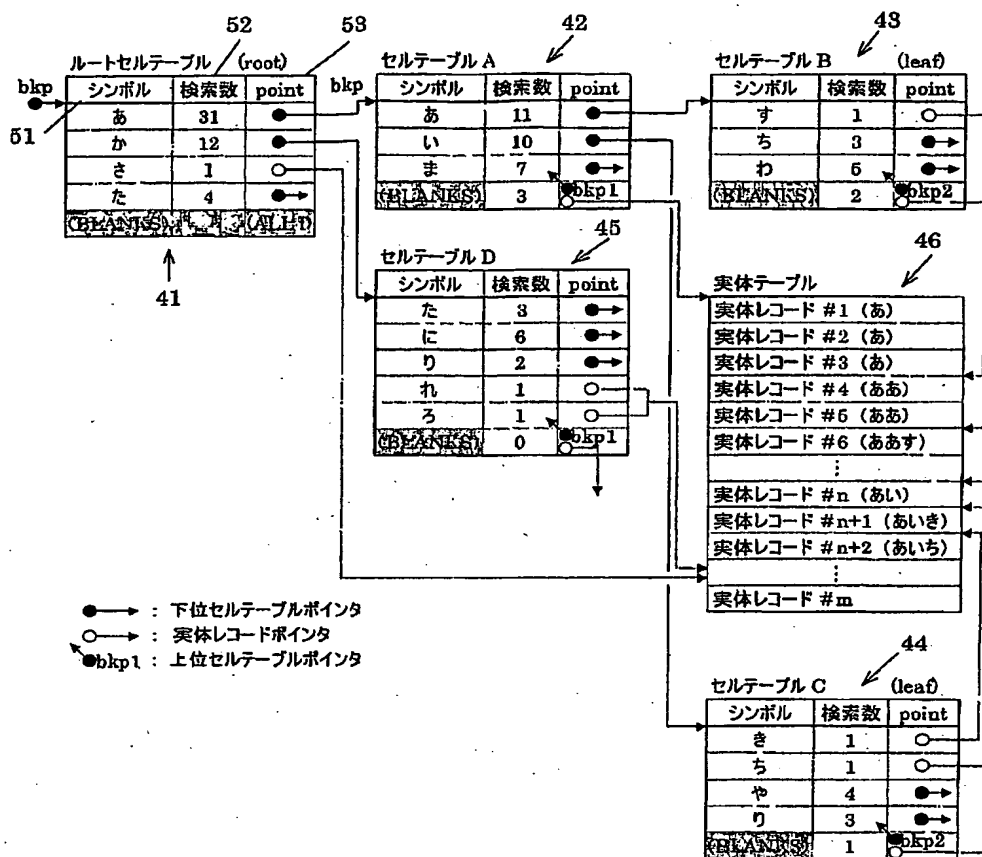 52
53
42
43
ルートセルテーブル (root)
bkp
シンボル 検索数 point
51
あ 31
か 12
さ 1
た 4
(BLANKS) (ALL1)
41
セルテーブル A
bkp
シンボル 検索数 point
あ 11
い 10
ま 7
(BLANKS) 3 bkp1
セルテーブル B (leaf)
シンボル 検索数 point
す 1
ち 3
わ 5
(BLANKS) 2 bkp2
45
セルテーブル D
シンボル 検索数 point
た 3
に 6
り 2
れ 1
ろ 1
(BLANKS) 0 bkp1
46
実体テーブル
実体レコード #1 (あ)
実体レコード #2 (あ)
実体レコード #3 (あ)
実体レコード #4 (ああ)
実体レコード #5 (ああ)
実体レコード #6 (ああす)
⋮
実体レコード #n (あい)
実体レコード #n+1 (あいき)
実体レコード #n+2 (あいち)
⋮
実体レコード #m
●→ : 下位セルテーブルポインタ
○→ : 実体レコードポインタ
●bkp1 : 上位セルテーブルポインタ
44
セルテーブル C (leaf)
シンボル 検索数 point
き 1
ち 1
や 4
り 3
(BLANKS) 1 bkp2